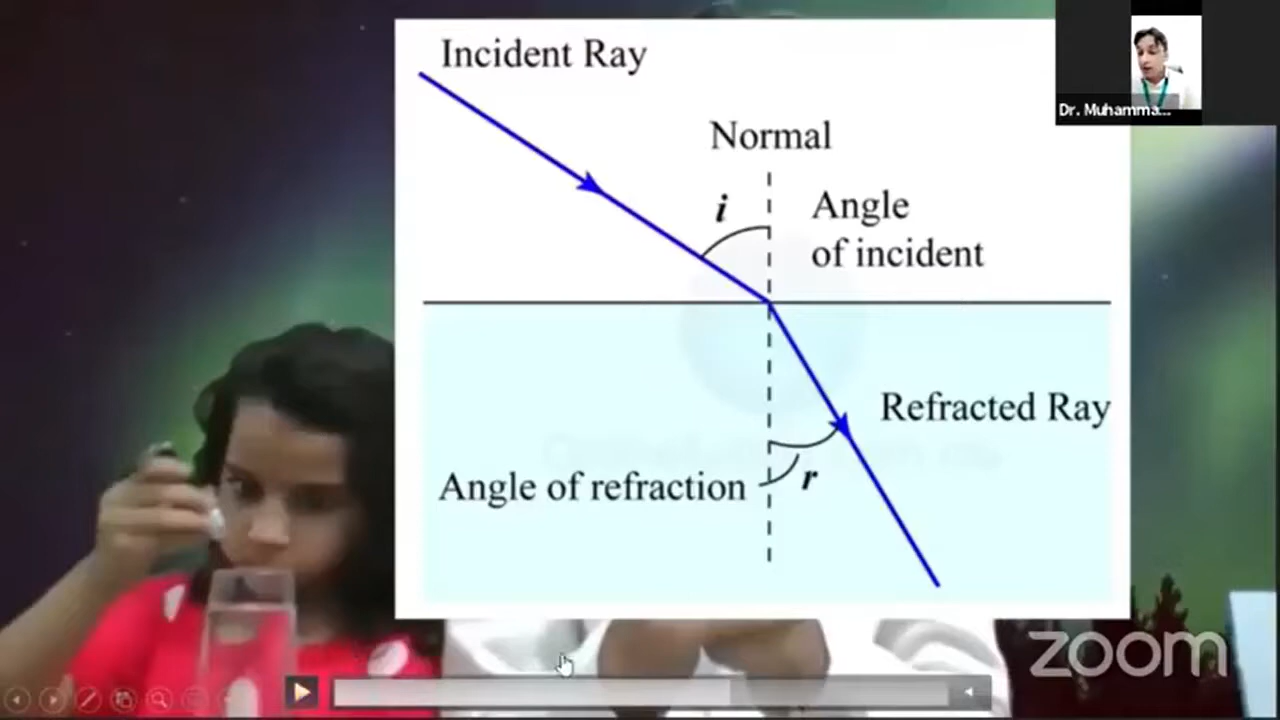 Incident Ray
Dr. Muhamma...
Normal
i
Angle
of incident
Refracted Ray
Angle of refraction
r
zoom